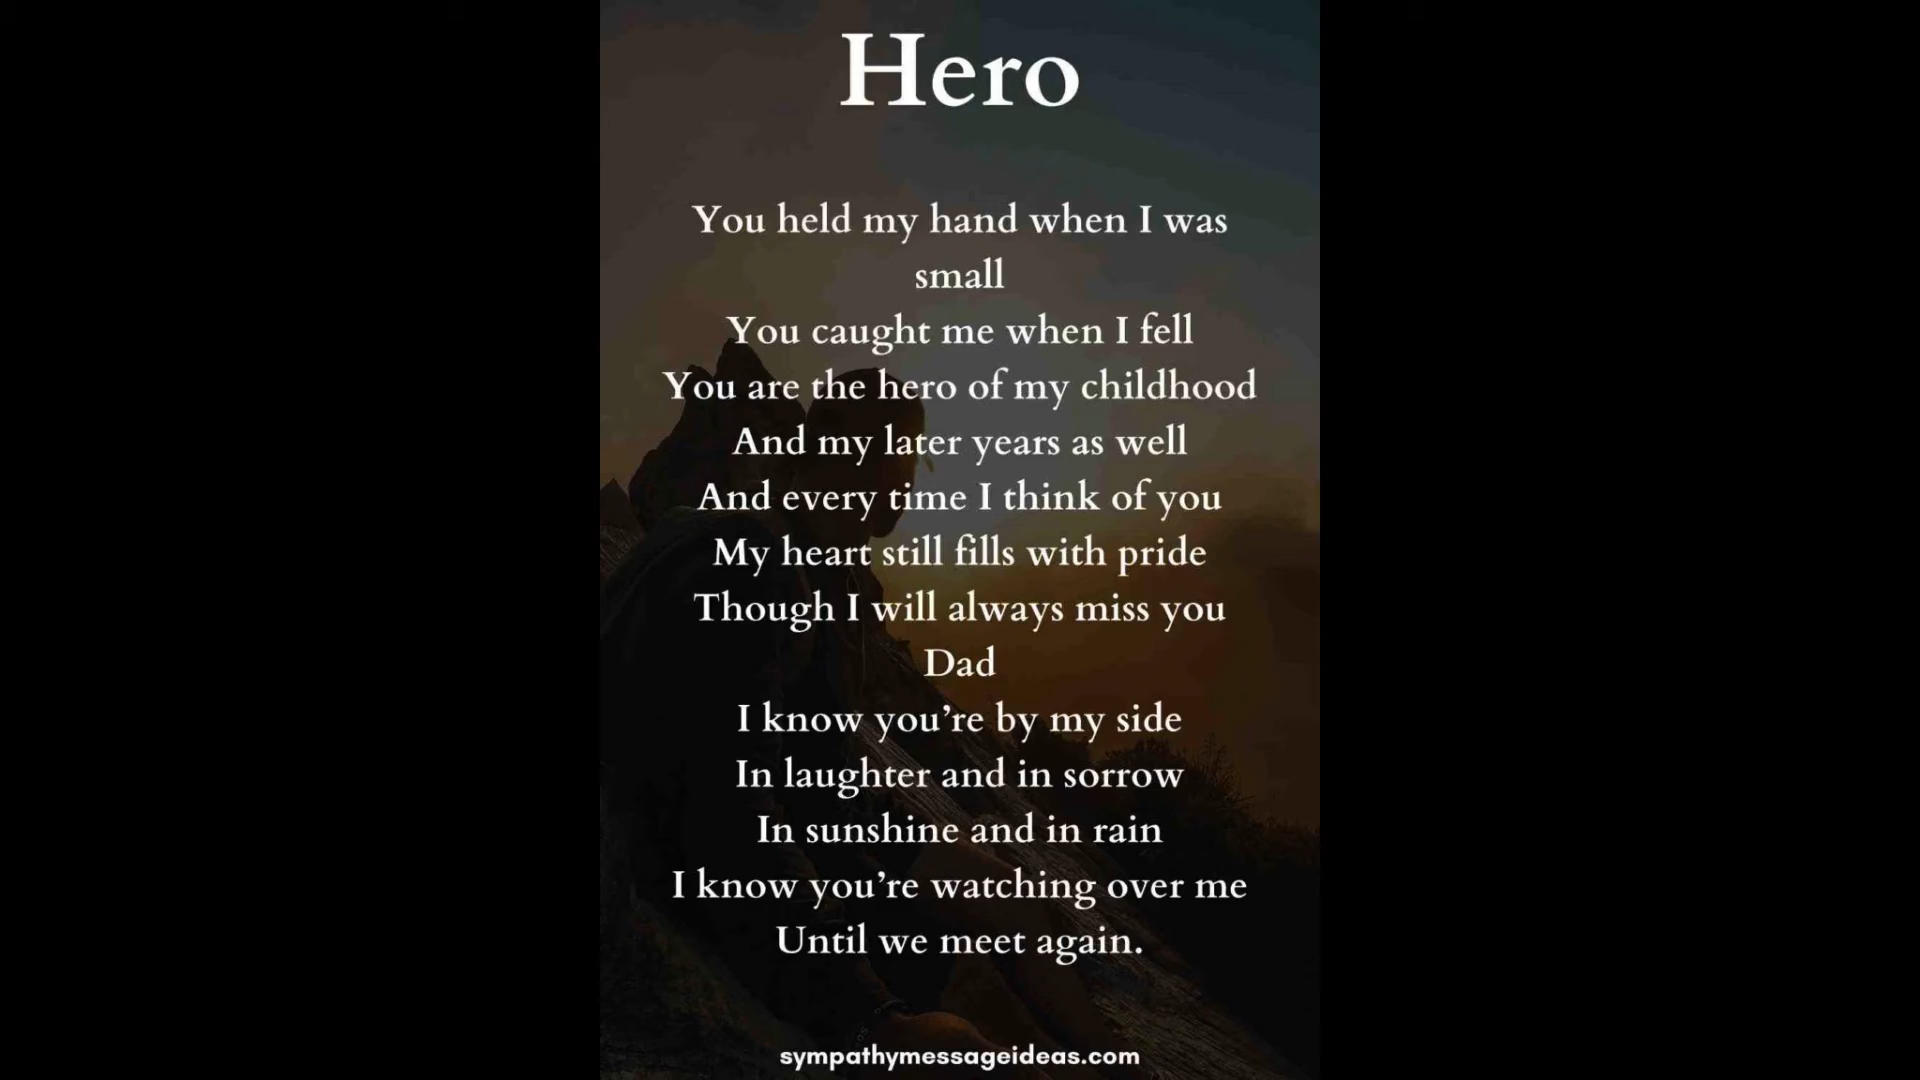 Hero
You held my hand when I was
small
You caught me when I fell
You are the hero of my childhood
And my later years as well
And every time I think of you
My heart still fills with pride
Though I will always miss you
Dad
I know you’re by my side
In laughter and in sorrow
In sunshine and in rain
I know you’re watching over me
Until we meet again.
sympathymessageideas.com